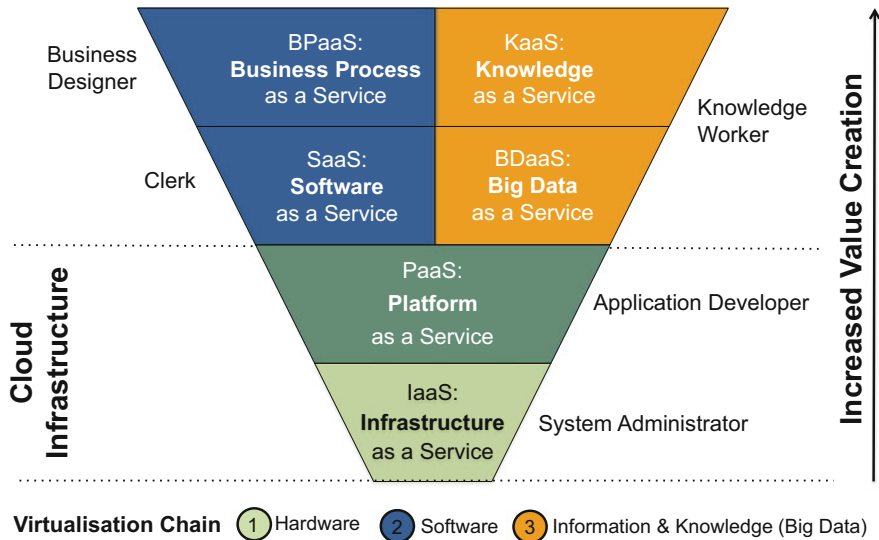 Business
Designer
BPaaS:
Business Process
as a Service
KaaS:
Knowledge
as a Service
Knowledge
Worker
Clerk
SaaS:
Software
as a Service
BDaaS:
Big Data
as a Service
PaaS:
Platform
as a Service
Application Developer
IaaS:
Infrastructure
as a Service
System Administrator
Cloud
Infrastructure
Increased Value Creation
Virtualisation Chain 1 Hardware 2 Software 3 Information & Knowledge (Big Data)